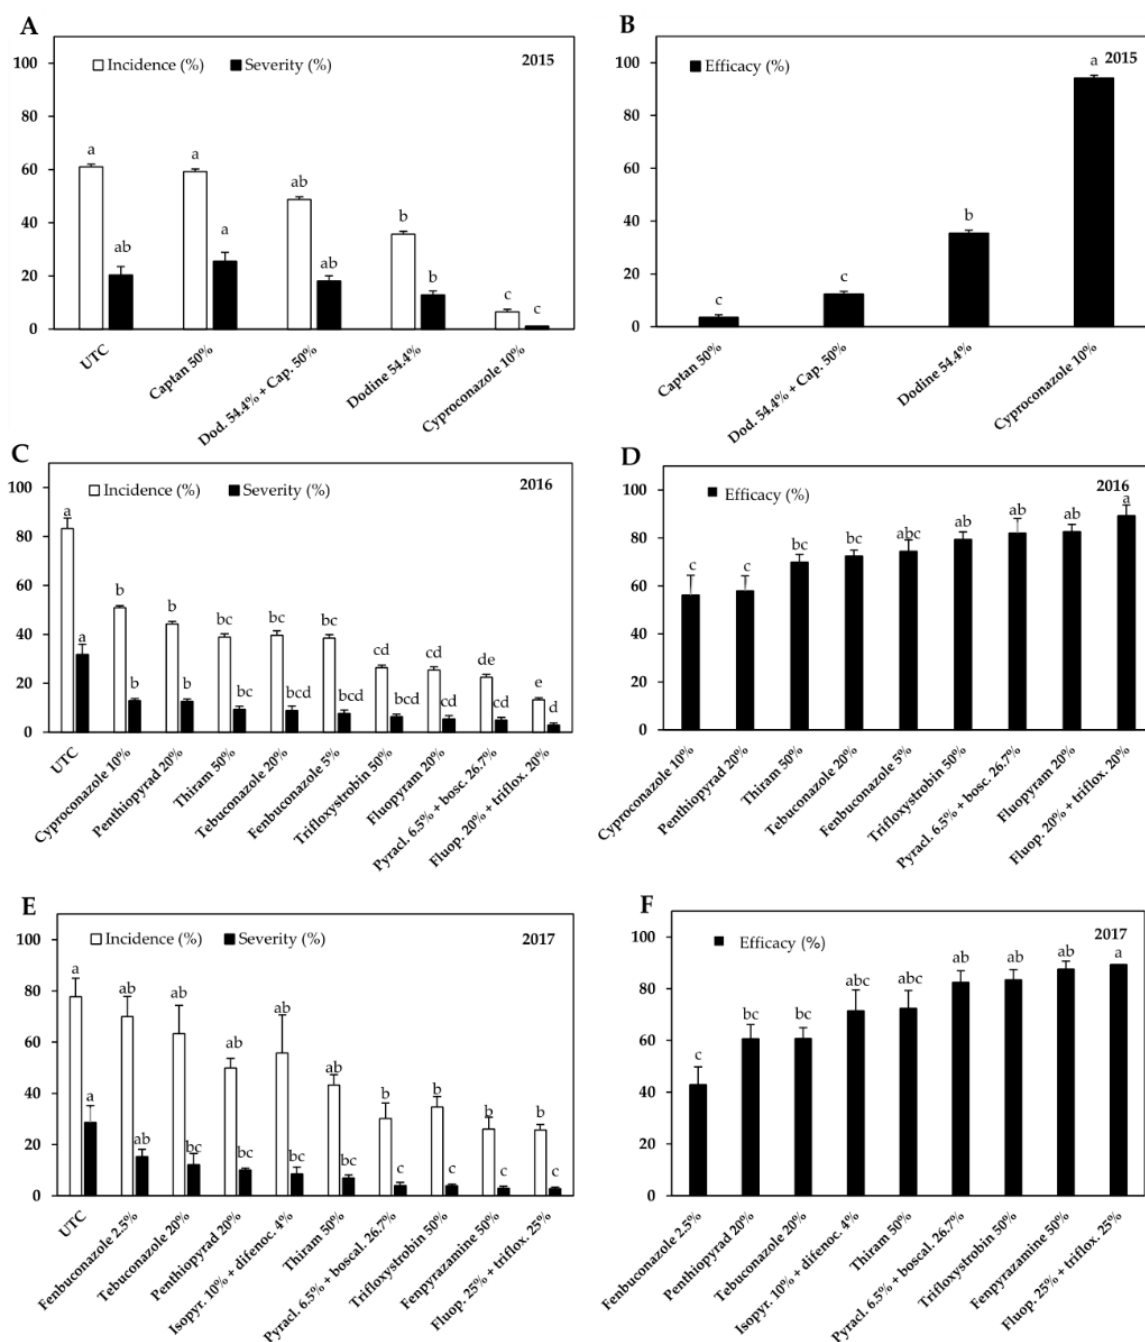 A
2015
Incidence (%) Severity (%)
100
80
60
40
20
0
a a ab b c
ab a ab b c
UTC
Captan 50%
Dod. 54.4% + Cap. 50%
Dodine 54.4%
Cyproconazole 10%
B
2015
Efficacy (%)
100
80
60
40
20
0
c c b a
Captan 50%
Dod. 54.4% + Cap. 50%
Dodine 54.4%
Cyproconazole 10%
C
2016
Incidence (%) Severity (%)
100
80
60
40
20
0
a b b bc bc bc cd cd de e
a b b bc bcd bcd bcd cd cd d
UTC
Cyproconazole 10%
Penthiopyrad 20%
Thiram 50%
Tebuconazole 20%
Fenbuconazole 5%
Trifloxystrobin 50%
Fluopyram 20%
Pyracl. 6.5% + bosc. 26.7%
Fluop. 20% + triflox. 20%
D
2016
Efficacy (%)
100
80
60
40
20
0
c c bc bc abc ab ab ab a
Cyproconazole 10%
Penthiopyrad 20%
Thiram 50%
Tebuconazole 20%
Fenbuconazole 5%
Trifloxystrobin 50%
Pyracl. 6.5% + bosc. 26.7%
Fluopyram 20%
Fluop. 20% + triflox. 20%
E
2017
Incidence (%) Severity (%)
100
80
60
40
20
0
a ab ab ab ab ab b b b b
a ab bc bc bc bc c c c c
UTC
Fenbuconazole 2.5%
Tebuconazole 20%
Penthiopyrad 20%
Isopyr. 10% + difenoc. 4%
Thiram 50%
Pyracl. 6.5% + boscal. 26.7%
Trifloxystrobin 50%
Fenpyrazamine 50%
Fluop. 25% + triflox. 25%
F
2017
Efficacy (%)
100
80
60
40
20
0
c bc bc abc abc ab ab ab a
Fenbuconazole 2.5%
Penthiopyrad 20%
Tebuconazole 20%
Isopyr. 10% + difenoc. 4%
Thiram 50%
Pyracl. 6.5% + boscal. 26.7%
Trifloxystrobin 50%
Fenpyrazamine 50%
Fluop. 25% + triflox. 25%